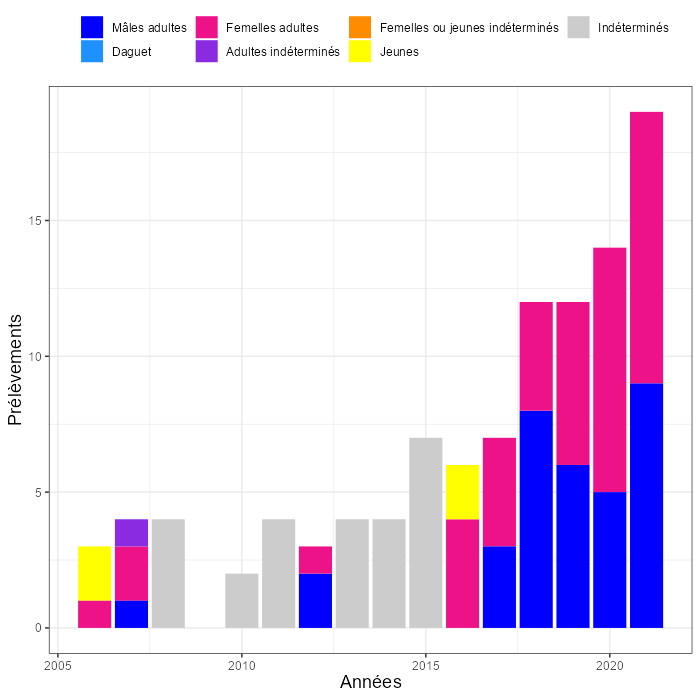 Mâles adultes Femelles adultes Femelles ou jeunes indéterminés Indéterminés
Daguet Adultes indéterminés Jeunes
15
10
5
0
Prélèvements
2005 2010 2015 2020
Années